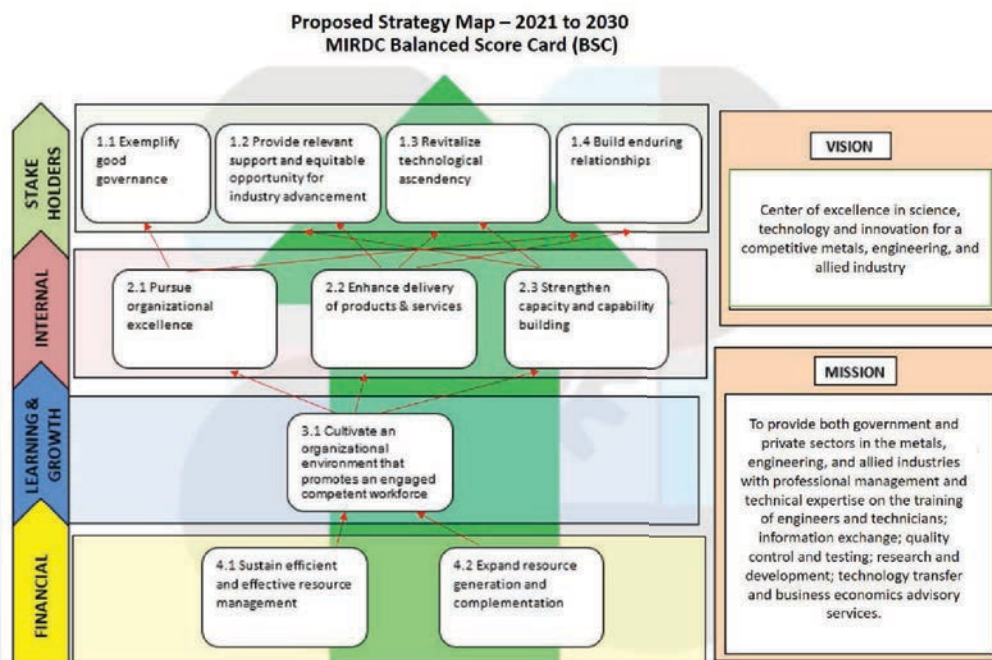 Proposed Strategy Map – 2021 to 2030
MIRDC Balanced Score Card (BSC)
STAKE
HOLDERS
1.1 Exemplify
good
governance
1.2 Provide relevant
support and equitable
opportunity for
industry advancement
1.3 Revitalize
technological
ascendency
1.4 Build enduring
relationships
INTERNAL
2.1 Pursue
organizational
excellence
2.2 Enhance delivery
of products & services
2.3 Strengthen
capacity and capability
building
LEARNING &
GROWTH
3.1 Cultivate an
organizational
environment that
promotes an engaged
competent workforce
FINANCIAL
4.1 Sustain efficient
and effective resource
management
4.2 Expand resource
generation and
complementation
VISION
Center of excellence in science,
technology and innovation for a
competitive metals, engineering, and
allied industry
MISSION
To provide both government and
private sectors in the metals,
engineering, and allied industries
with professional management and
technical expertise on the training
of engineers and technicians;
information exchange; quality
control and testing; research and
development; technology transfer
and business economics advisory
services.